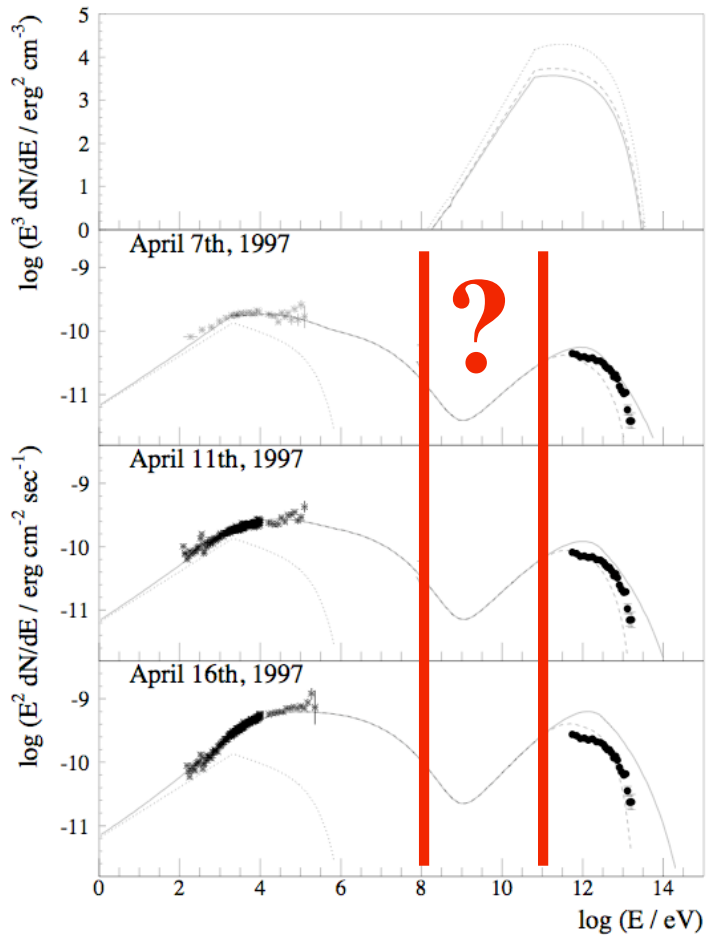 log (E³ dN/dE / erg² cm⁻³)
5
4
3
2
1
0
April 7th, 1997
-9
-10
-11
?
log (E² dN/dE / erg cm⁻² sec⁻¹)
April 11th, 1997
-9
-10
-11
April 16th, 1997
-9
-10
-11
0 2 4 6 8 10 12 14
log (E / eV)